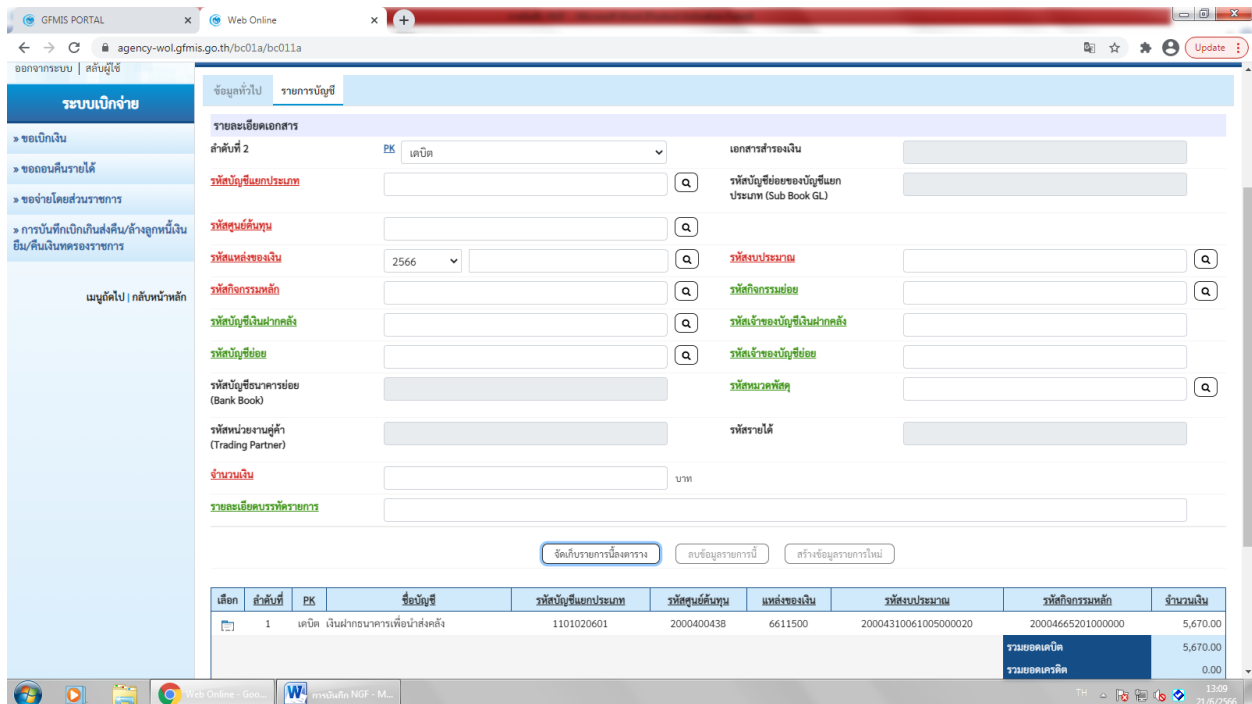 GFMIS PORTAL
Web Online
agency-wol.gfmis.go.th/bc01a/bc011a
Update
ออกจากระบบ | สลับผู้ใช้
ระบบเบิกจ่าย
» ขอเบิกเงิน
» ขอถอนคืนรายได้
» ขอจ่ายโดยส่วนราชการ
» การบันทึกเบิกเกินส่งคืน/ล้างลูกหนี้เงิน
ยืม/คืนเงินทดรองราชการ
เมนูถัดไป | กลับหน้าหลัก
ข้อมูลทั่วไป รายการบัญชี
รายละเอียดเอกสาร
ลำดับที่ 2 PK เดบิต เอกสารสำรองเงิน
รหัสบัญชีแยกประเภท รหัสบัญชีย่อยของบัญชีแยก
ประเภท (Sub Book GL)
รหัสศูนย์ต้นทุน
รหัสแหล่งของเงิน 2566 รหัสงบประมาณ
รหัสกิจกรรมหลัก รหัสกิจกรรมย่อย
รหัสบัญชีเงินฝากคลัง รหัสเจ้าของบัญชีเงินฝากคลัง
รหัสบัญชีย่อย รหัสเจ้าของบัญชีย่อย
รหัสบัญชีธนาคารย่อย รหัสหมวดพัสดุ
(Bank Book)
รหัสหน่วยงานคู่ค้า รหัสรายได้
(Trading Partner)
จำนวนเงิน บาท
รายละเอียดบรรทัดรายการ
จัดเก็บรายการนี้ลงตาราง ลบข้อมูลรายการนี้ สร้างข้อมูลรายการใหม่
เลือก ลำดับที่ PK ชื่อบัญชี รหัสบัญชีแยกประเภท รหัสศูนย์ต้นทุน แหล่งของเงิน รหัสงบประมาณ รหัสกิจกรรมหลัก จำนวนเงิน
1 เดบิต เงินฝากธนาคารเพื่อนำส่งคลัง 1101020601 2000400438 6611500 20004310061005000020 20004665201000000 5,670.00
รวมยอดเดบิต 5,670.00
รวมยอดเครดิต 0.00
Web Online - Goo... การบันทึก NGF - M... TH 13:09
21/6/2566